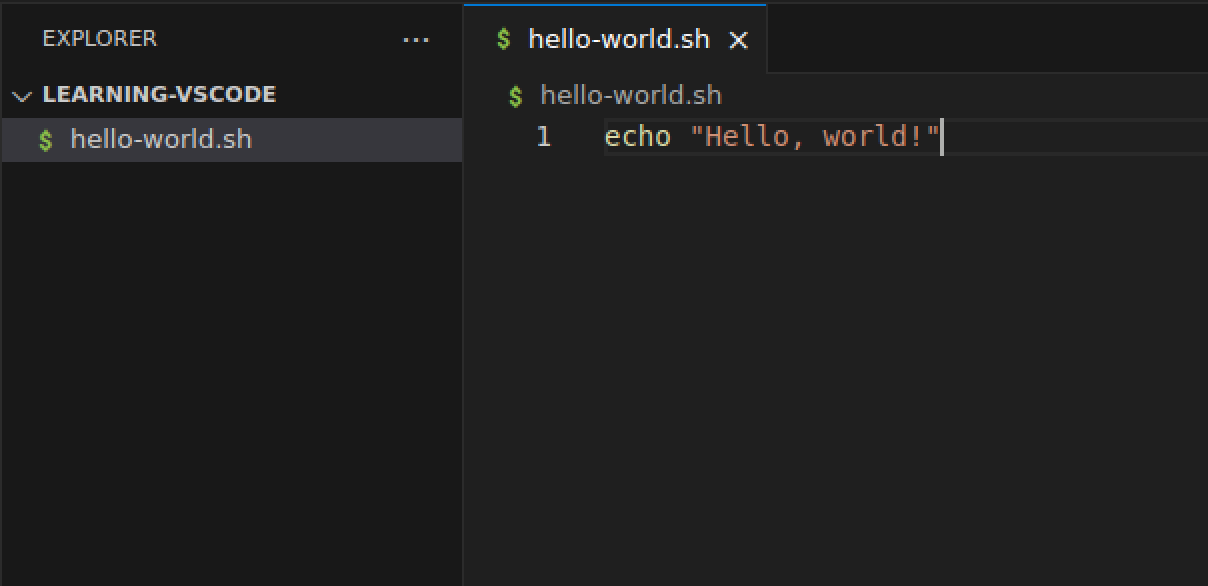 EXPLORER ...
LEARNING-VSCODE
$ hello-world.sh
$ hello-world.sh ×
$ hello-world.sh
1 echo "Hello, world!"